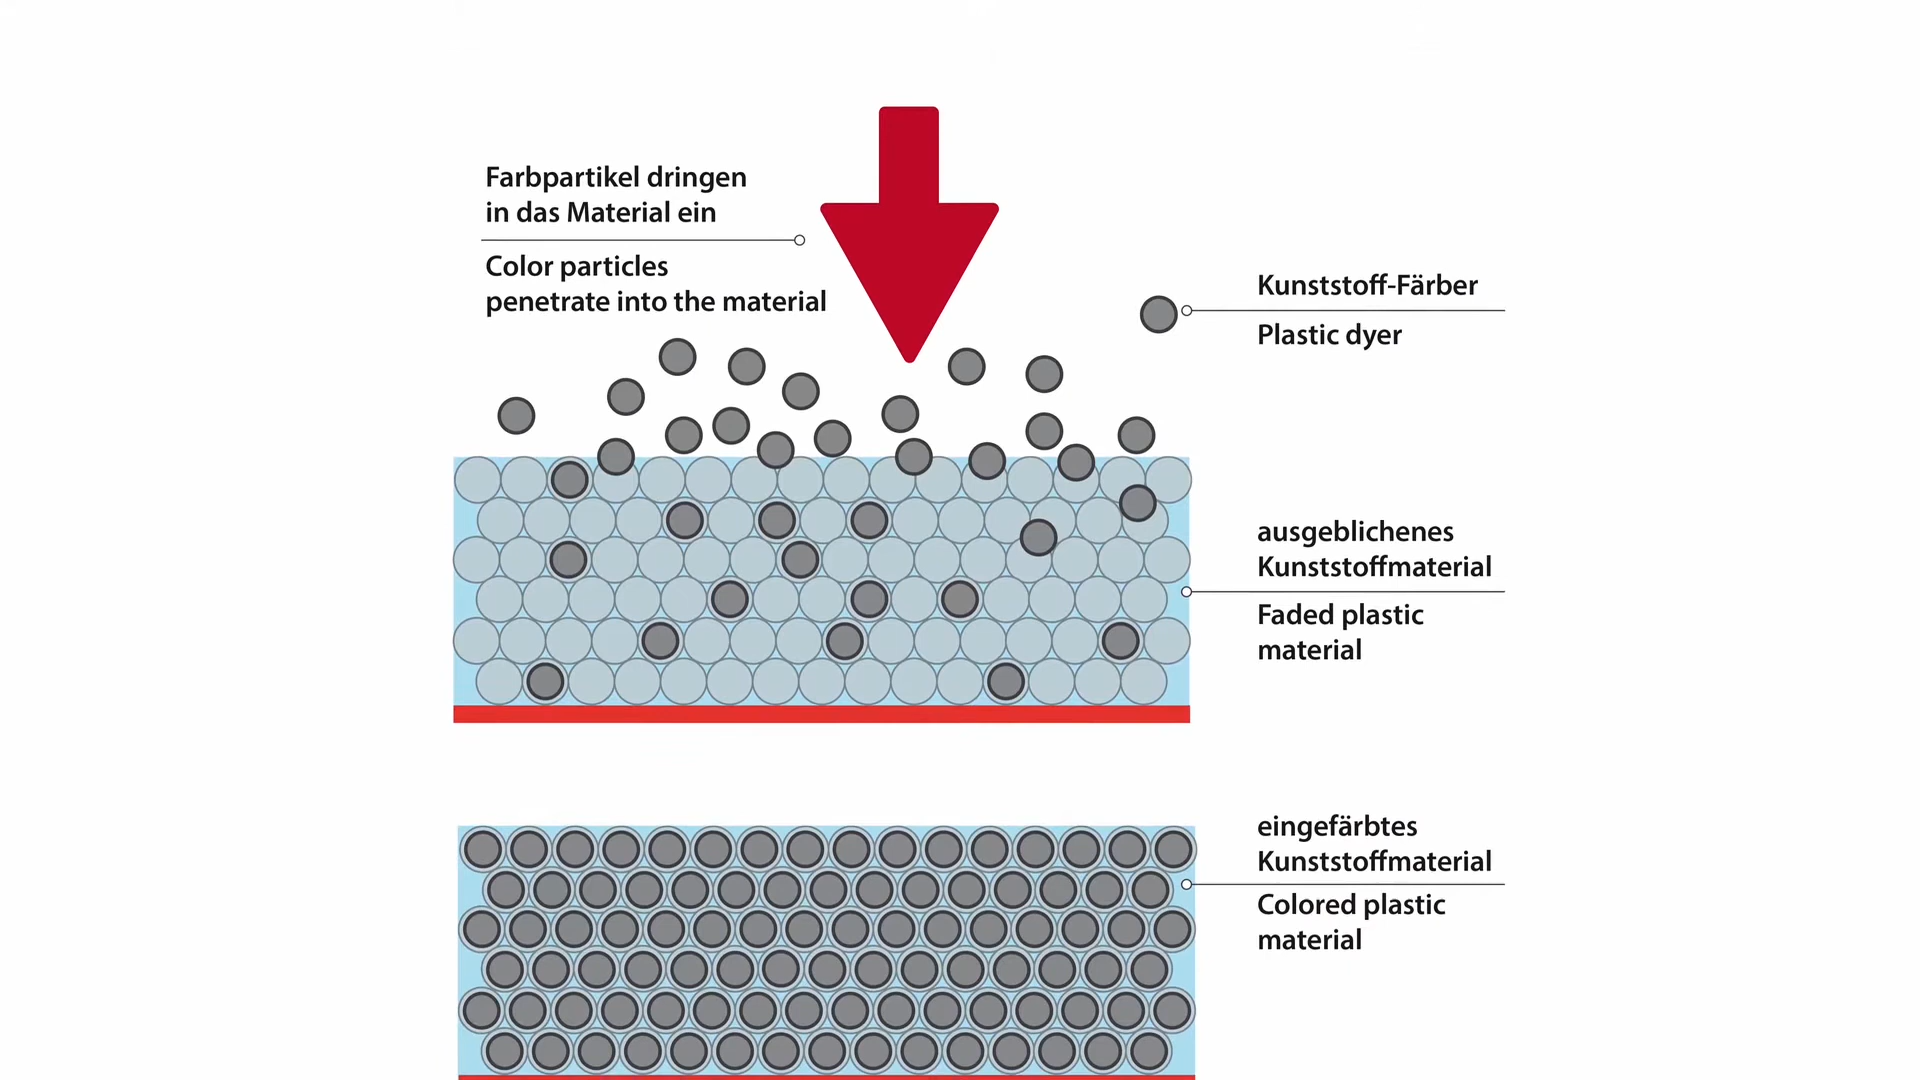 Farbpartikel dringen
in das Material ein
Color particles
penetrate into the material
Kunststoff-Färber
Plastic dyer
ausgeblichenes
Kunststoffmaterial
Faded plastic
material
eingefärbtes
Kunststoffmaterial
Colored plastic
material